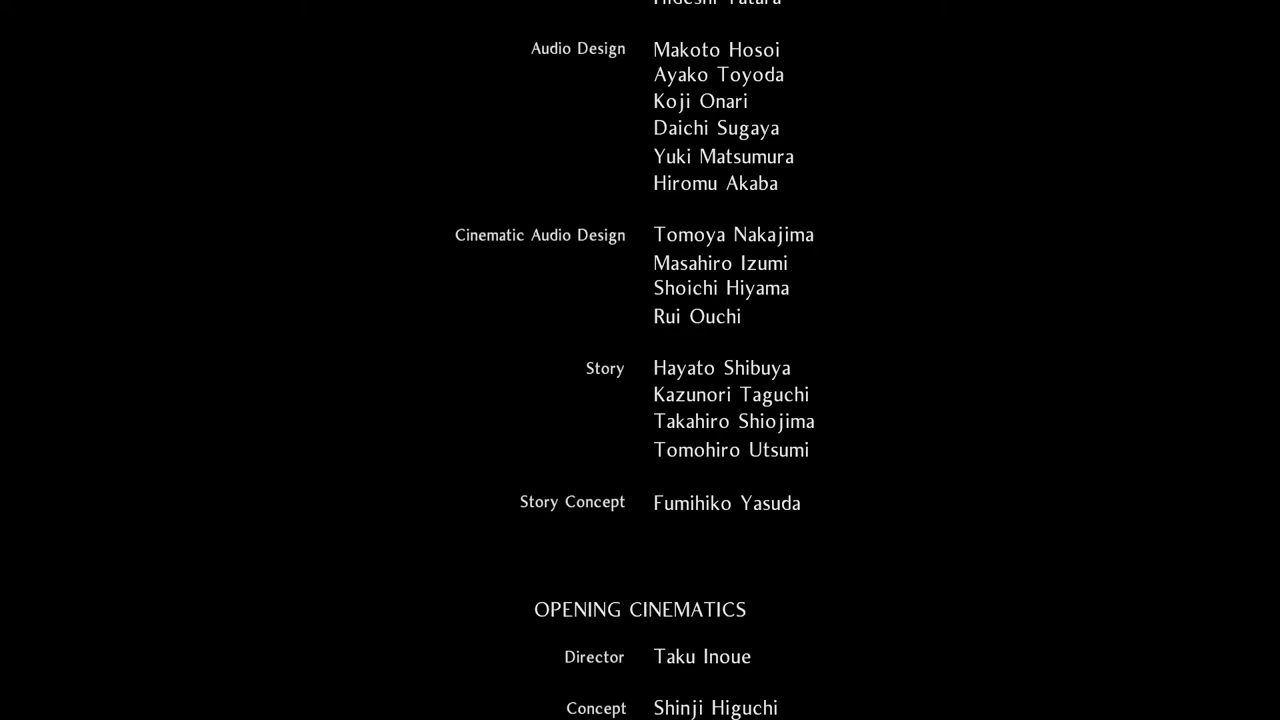 Audio Design Makoto Hosoi
Ayako Toyoda
Koji Onari
Daichi Sugaya
Yuki Matsumura
Hiromu Akaba
Cinematic Audio Design Tomoya Nakajima
Masahiro Izumi
Shoichi Hiyama
Rui Ouchi
Story Hayato Shibuya
Kazunori Taguchi
Takahiro Shiojima
Tomohiro Utsumi
Story Concept Fumihiko Yasuda
OPENING CINEMATICS
Director Taku Inoue
Concept Shinji Higuchi